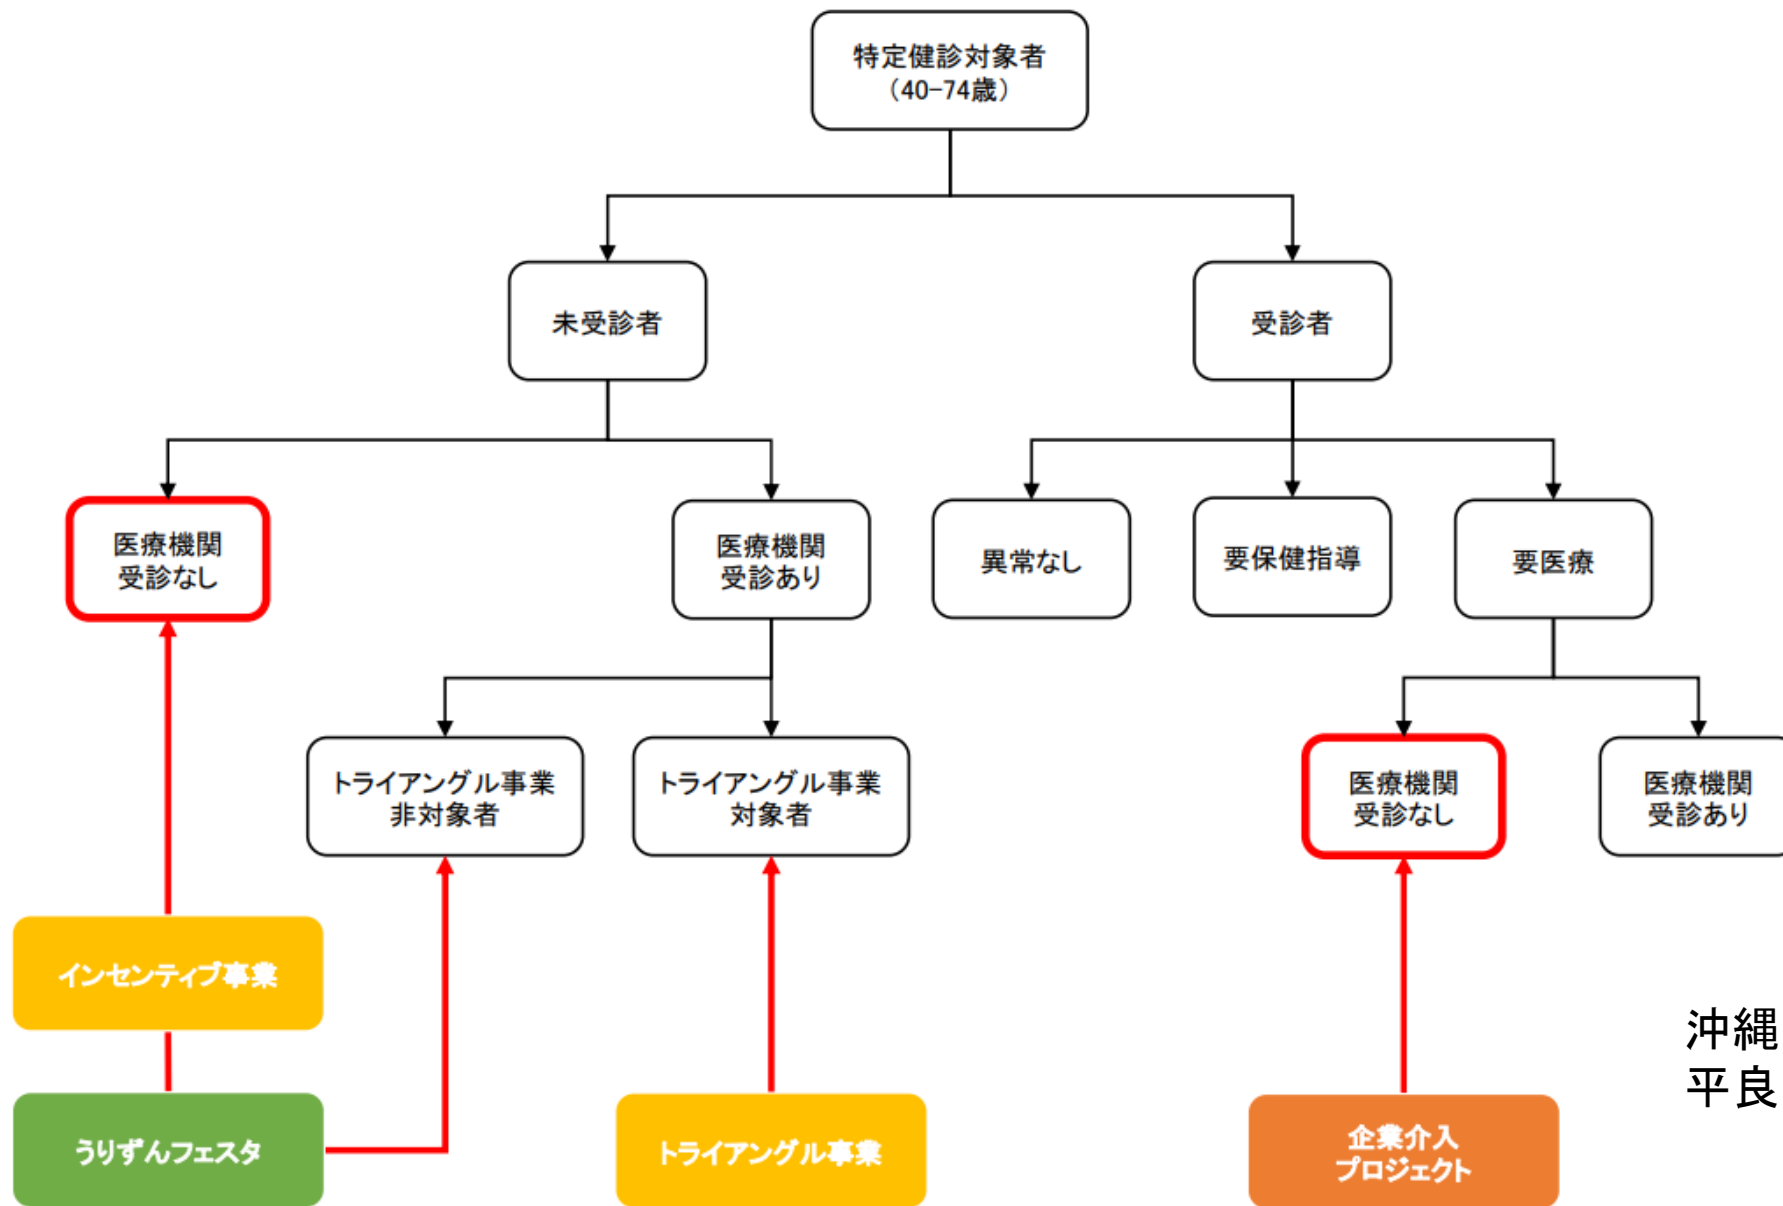 特定健診対象者
（40-74歳）
未受診者
受診者
医療機関
受診なし
医療機関
受診あり
異常なし
要保健指導
要医療
トライアングル事業
非対象者
トライアングル事業
対象者
医療機関
受診なし
医療機関
受診あり
インセンティブ事業
沖縄
平良
うりずんフェスタ
トライアングル事業
企業介入
プロジェクト